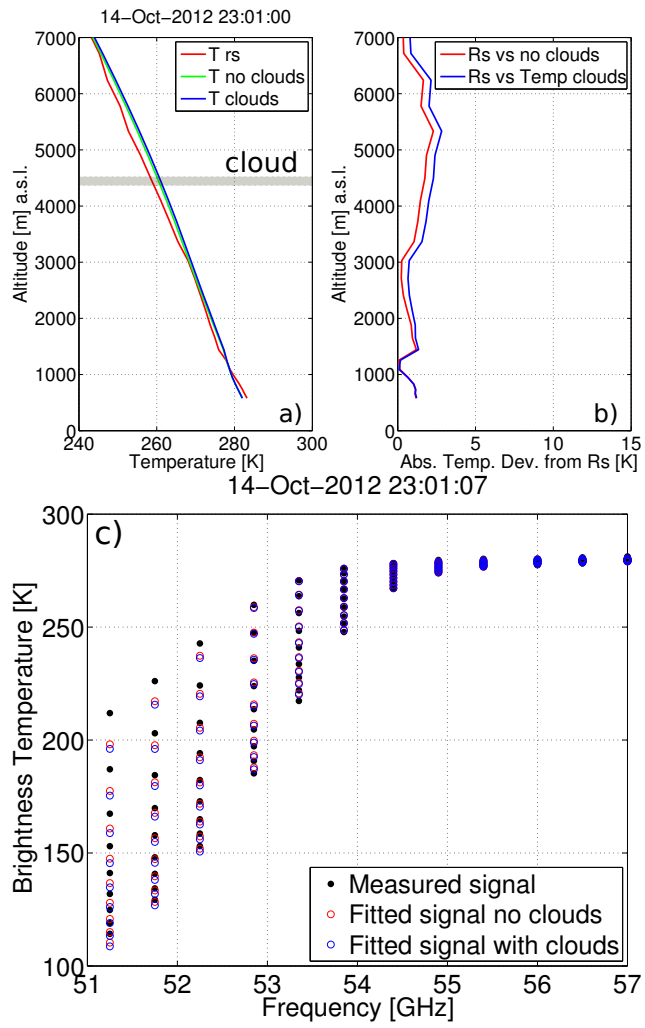 14−Oct−2012 23:01:00
7000
6000
5000
4000
3000
2000
1000
0
Altitude [m] a.s.l.
T rs
T no clouds
T clouds
cloud
a)
240
260
280
300
Temperature [K]
7000
6000
5000
4000
3000
2000
1000
0
Altitude [m] a.s.l.
Rs vs no clouds
Rs vs Temp clouds
b)
0
5
10
15
Abs. Temp. Dev. from Rs [K]
14−Oct−2012 23:01:07
c)
300
250
200
150
100
Brightness Temperature [K]
Measured signal
Fitted signal no clouds
Fitted signal with clouds
51
52
53
54
55
56
57
Frequency [GHz]